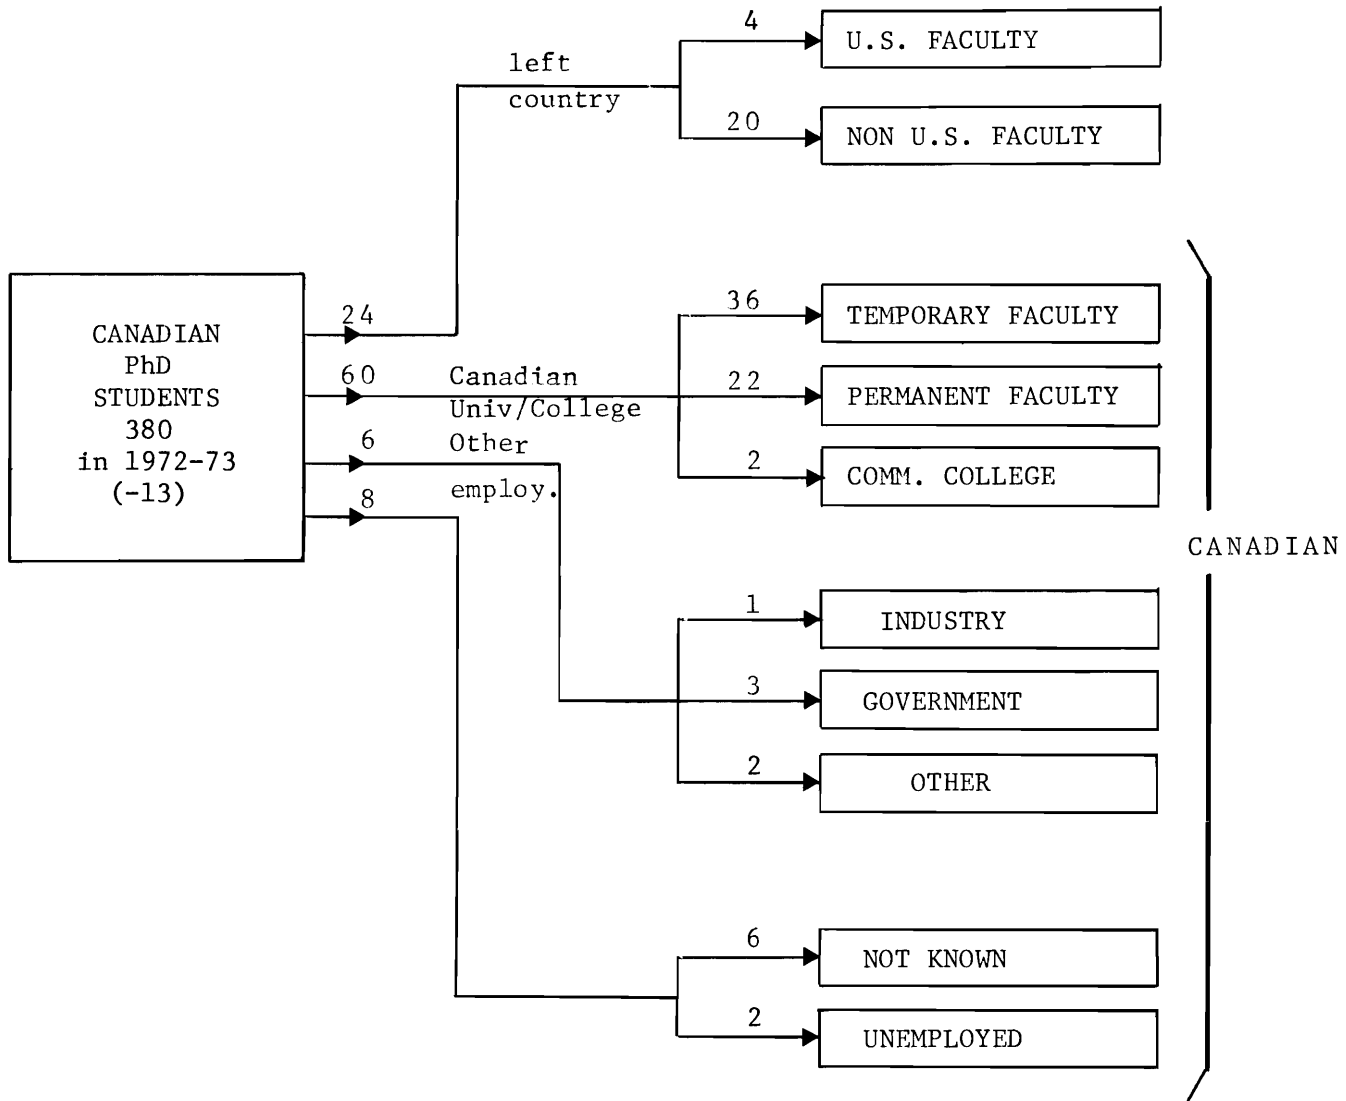 4
U.S. FACULTY
left
country
20
NON U.S. FACULTY
CANADIAN
PhD
STUDENTS
380
in 1972-73
(-13)
24
60
Canadian
Univ/College
6
Other
employ.
8
36
TEMPORARY FACULTY
22
PERMANENT FACULTY
2
COMM. COLLEGE
CANADIAN
1
INDUSTRY
3
GOVERNMENT
2
OTHER
6
NOT KNOWN
2
UNEMPLOYED